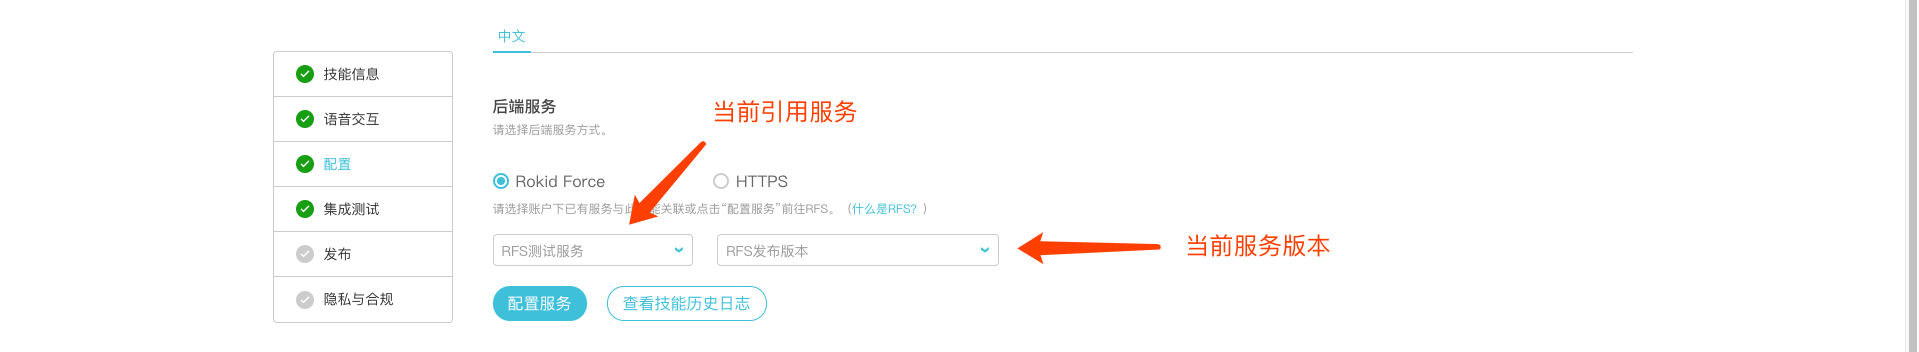 中文
技能信息
语音交互
配置
集成测试
发布
隐私与合规
后端服务
当前引用服务
请选择后端服务方式。
Rokid Force
HTTPS
请选择账户下已有服务与此 能关联或点击“配置服务”前往RFS。（什么是RFS？）
RFS测试服务
RFS发布版本
当前服务版本
配置服务
查看技能历史日志